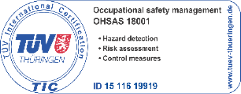 TÜV International Certification
TÜV
THÜRINGEN
TIC
Occupational safety management
OHSAS 18001
• Hazard detection
• Risk assessment
• Control measures
ID 15 116 19919
www.tuev-thueringen.de